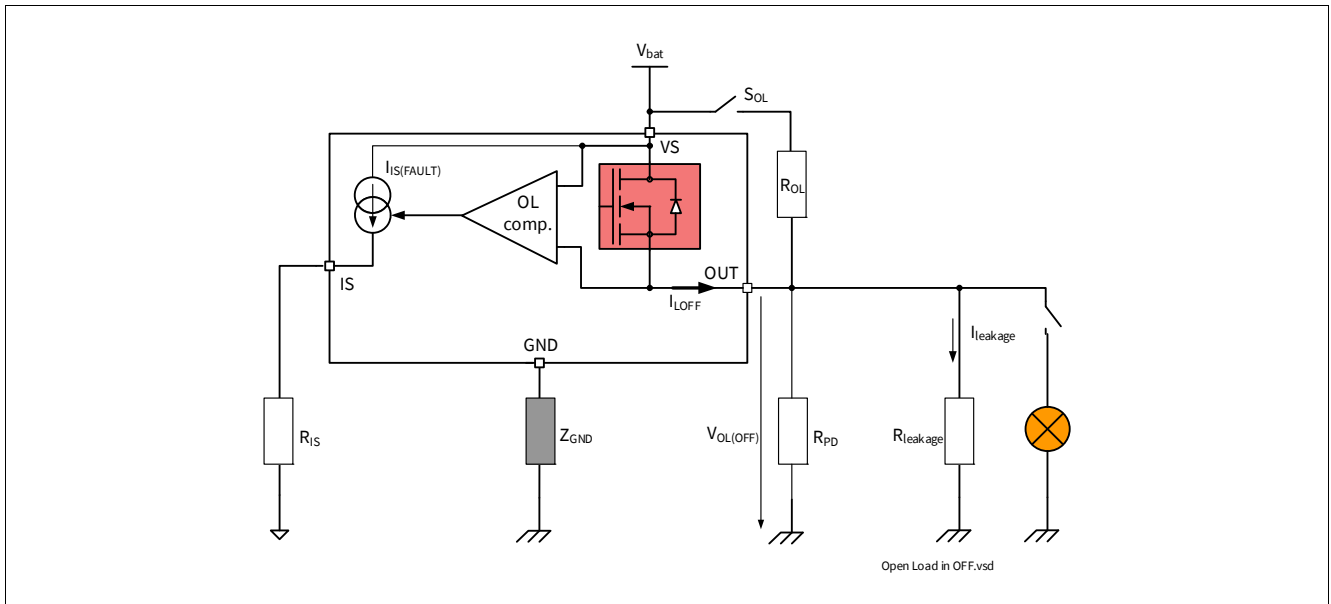 Vbat
SOL
VS
IIS(FAULT)
ROL
OL
comp.
OUT
IS
ILOFF
Ileakage
GND
RIS
ZGND
VOL(OFF)
RPD
Rleakage
Open Load in OFF.vsd